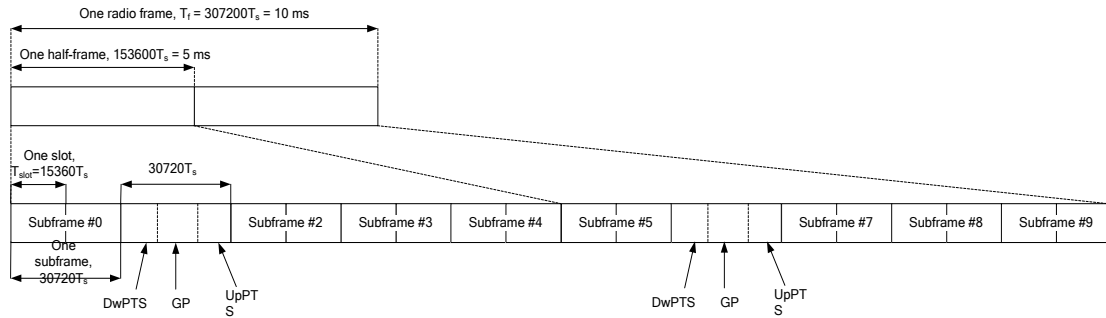 One radio frame, Tf = 307200Ts = 10 ms
One half-frame, 153600Ts = 5 ms
One slot,
Tslot=15360Ts
30720Ts
Subframe #0
Subframe #2
Subframe #3
Subframe #4
Subframe #5
Subframe #7
Subframe #8
Subframe #9
One
subframe,
30720Ts
DwPTS
GP
UpPT
S
DwPTS
GP
UpPT
S